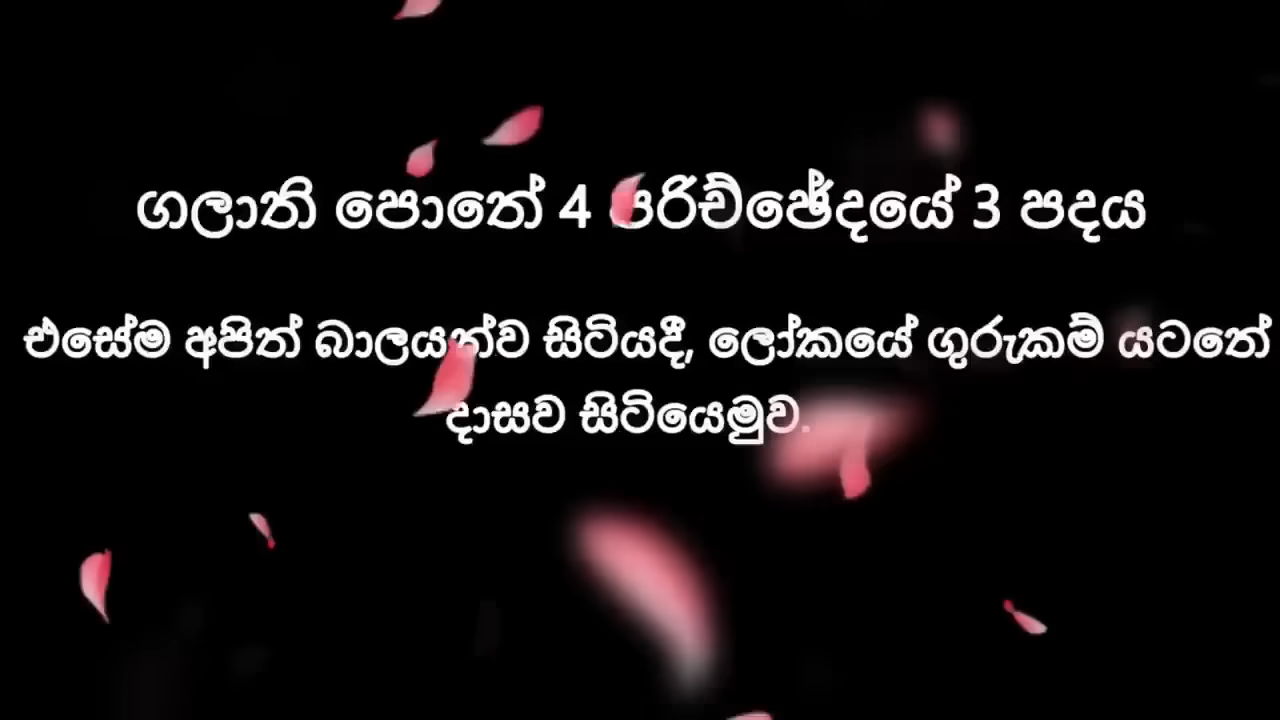 ගලාති පොතේ 4 පරිච්ඡේදයේ 3 පදය
එසේම අපිත් බාලයන්ව සිටියදී, ලෝකයේ ගුරුකම් යටතේ
දාසව සිටියෙමුව.